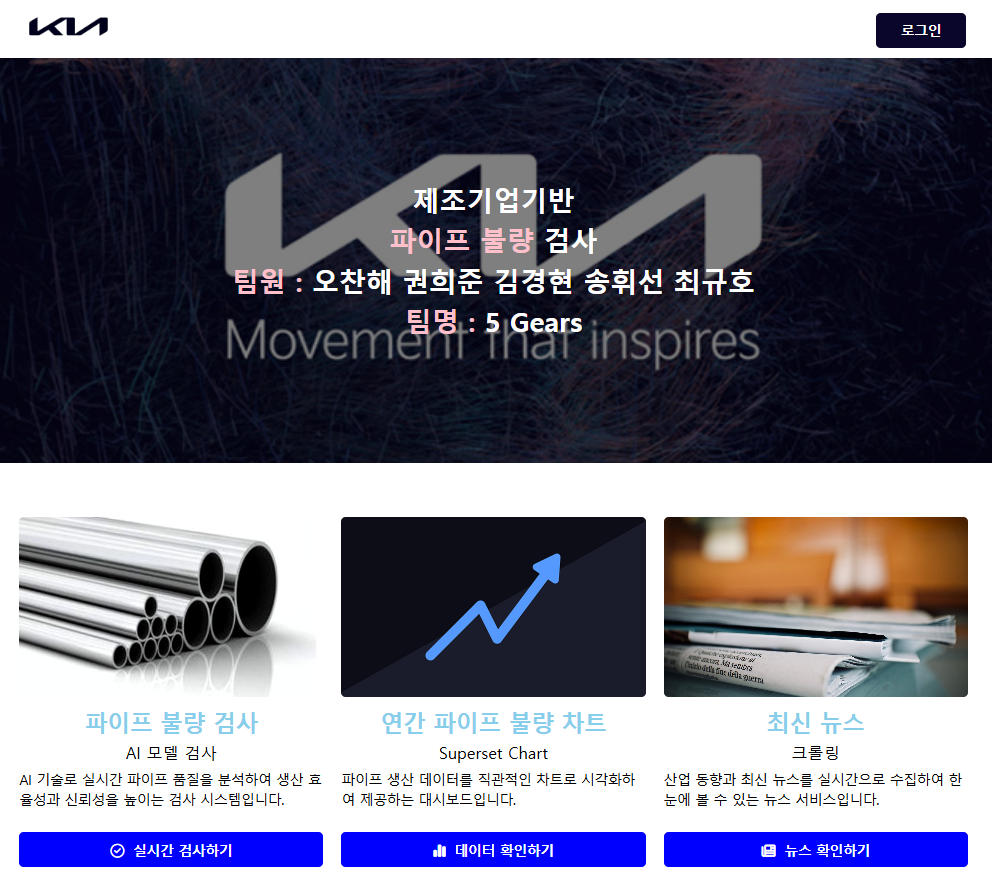 KIA
로그인
제조기업기반
파이프 불량 검사
팀원 : 오찬해 권희준 김경현 송휘선 최규호
팀명 : 5 Gears
Movement that inspires
파이프 불량 검사
AI 모델 검사
AI 기술로 실시간 파이프 품질을 분석하여 생산 효
율성과 신뢰성을 높이는 검사 시스템입니다.
실시간 검사하기
연간 파이프 불량 차트
Superset Chart
파이프 생산 데이터를 직관적인 차트로 시각화하
여 제공하는 대시보드입니다.
데이터 확인하기
최신 뉴스
크롤링
산업 동향과 최신 뉴스를 실시간으로 수집하여 한
눈에 볼 수 있는 뉴스 서비스입니다.
뉴스 확인하기